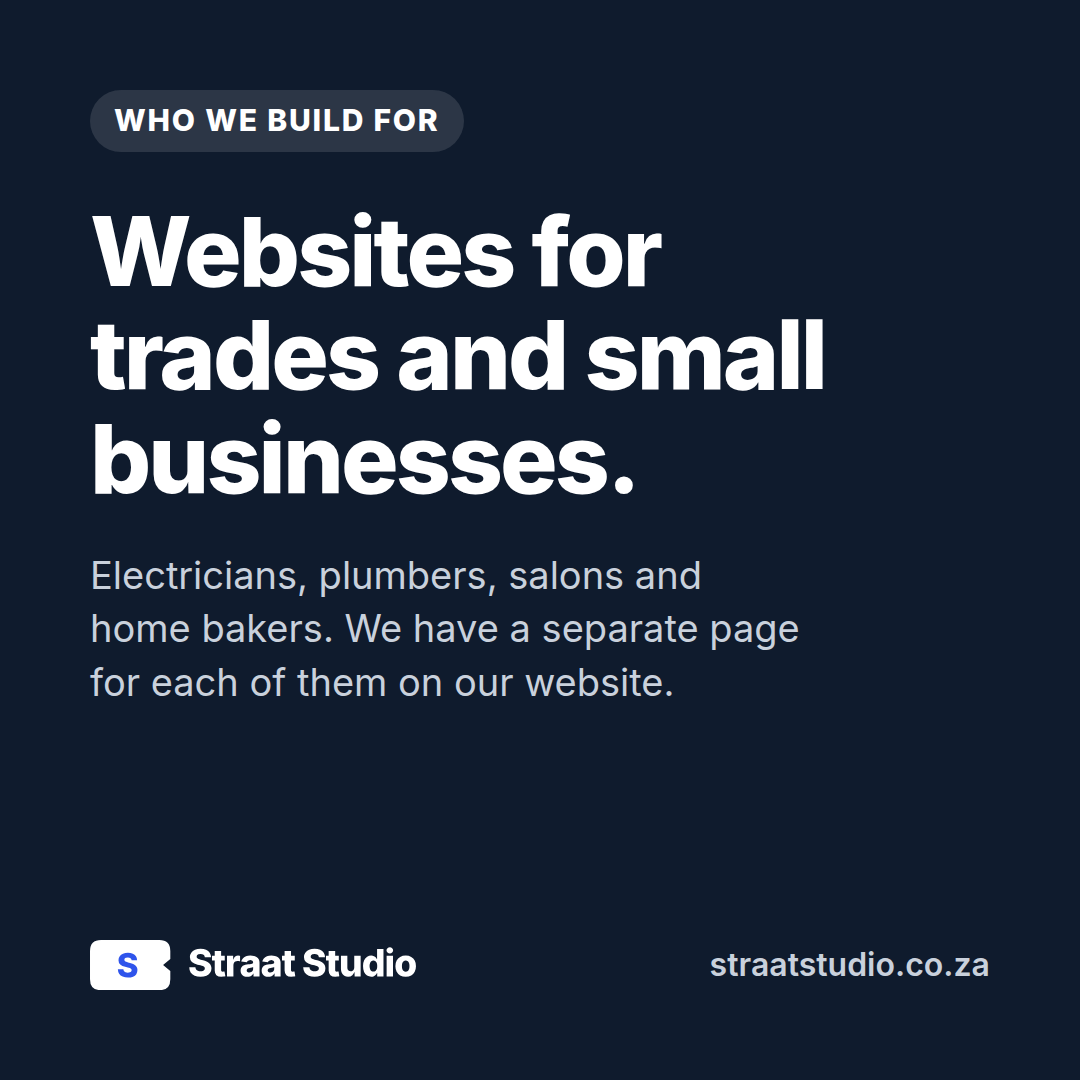 WHO WE BUILD FOR
Websites for
trades and small
businesses.
Electricians, plumbers, salons and
home bakers. We have a separate page
for each of them on our website.
S Straat Studio
straatstudio.co.za